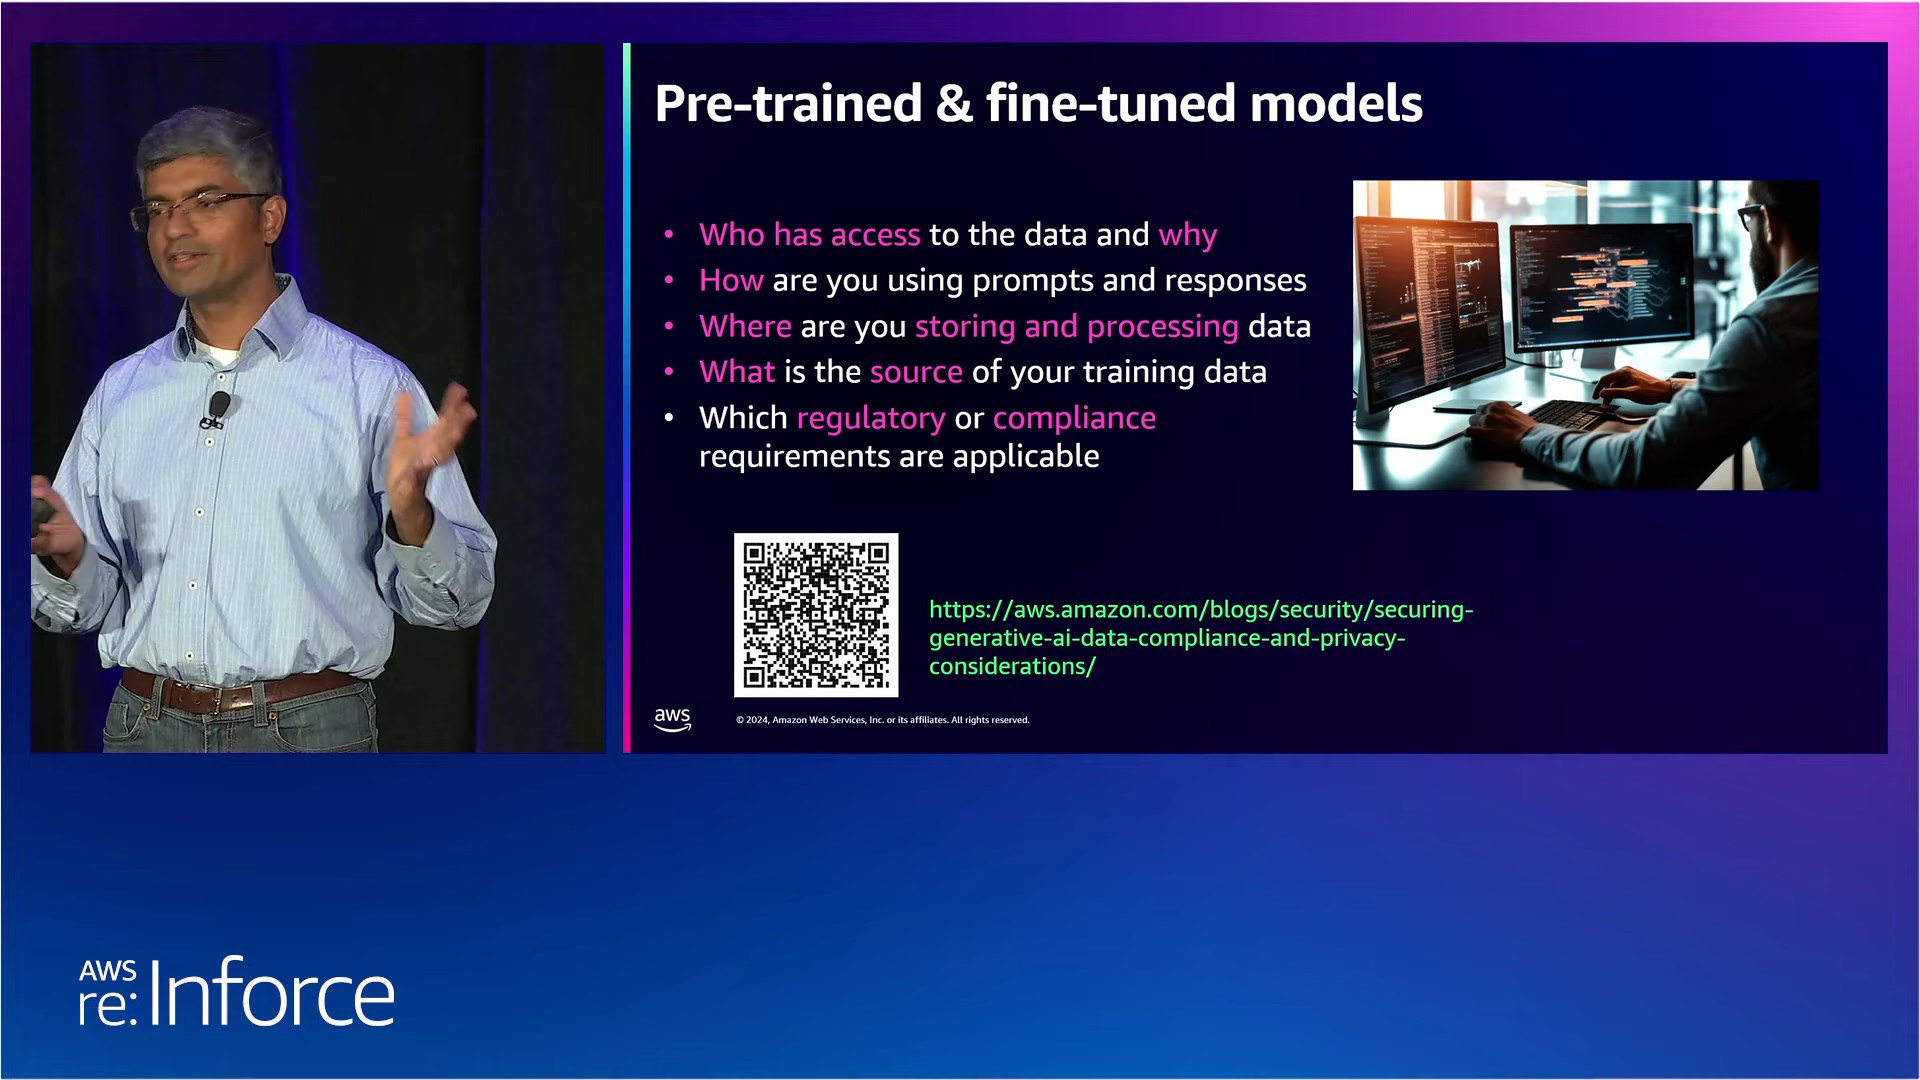 Pre-trained & fine-tuned models
• Who has access to the data and why
• How are you using prompts and responses
• Where are you storing and processing data
• What is the source of your training data
• Which regulatory or compliance
requirements are applicable
https://aws.amazon.com/blogs/security/securing-
generative-ai-data-compliance-and-privacy-
considerations/
aws
© 2024, Amazon Web Services, Inc. or its affiliates. All rights reserved.
AWS
re:Inforce